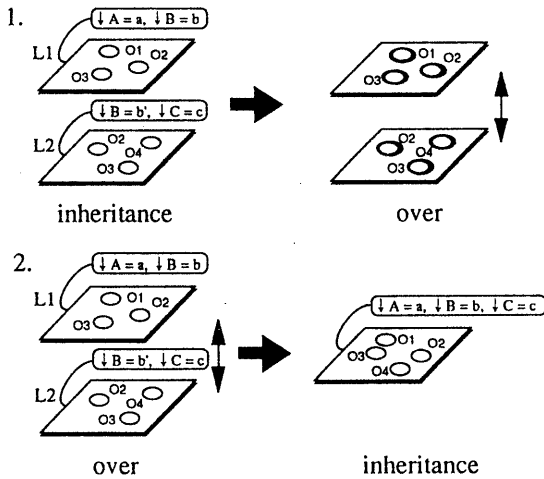 1.
↓ A = a, ↓ B = b
L1
O1
O2
O3
↓ B = b', ↓ C = c
L2
O2
O4
O3
inheritance
O1
O2
O3
O2
O4
O3
over
2.
↓ A = a, ↓ B = b
L1
O1
O2
O3
↓ B = b', ↓ C = c
L2
O2
O4
O3
over
↓ A = a, ↓ B = b, ↓ C = c
O1
O3
O2
O4
inheritance